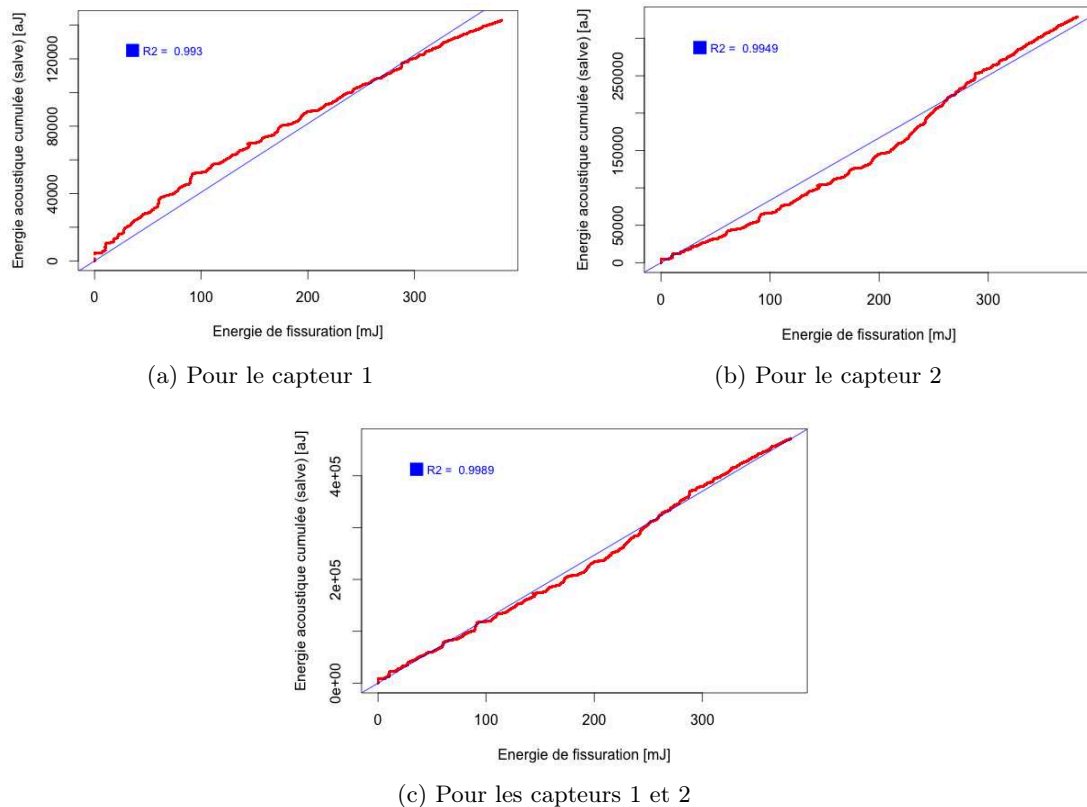 Energie acoustique cumulée (salve) [aJ]
120000
80000
40000
0
R2 = 0.993
0 100 200 300
Energie de fissuration [mJ]
(a) Pour le capteur 1
Energie acoustique cumulée (salve) [aJ]
250000
150000
50000
0
R2 = 0.9949
0 100 200 300
Energie de fissuration [mJ]
(b) Pour le capteur 2
Energie acoustique cumulée (salve) [aJ]
4e+05
2e+05
0e+00
R2 = 0.9989
0 100 200 300
Energie de fissuration [mJ]
(c) Pour les capteurs 1 et 2